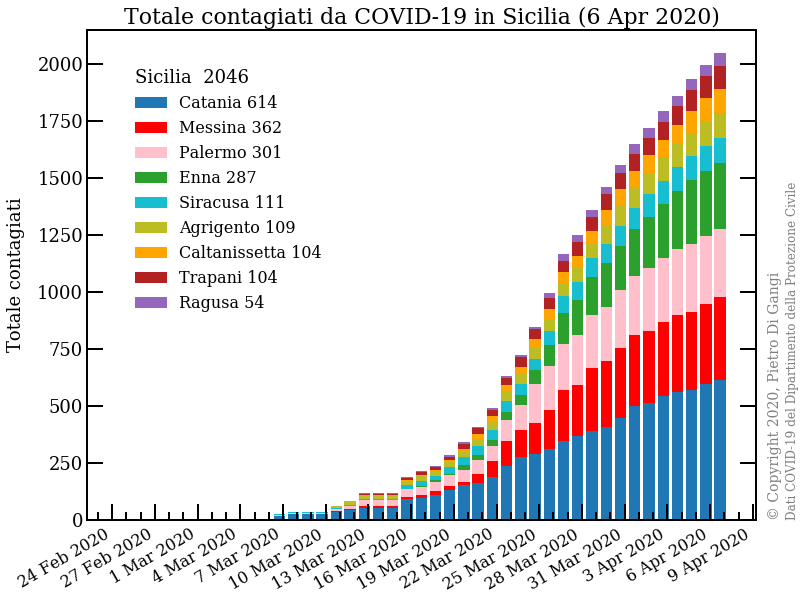 Totale contagiati da COVID-19 in Sicilia (6 Apr 2020)
Totale contagiati
2000
1750
1500
1250
1000
750
500
250
0
Sicilia 2046
Catania 614
Messina 362
Palermo 301
Enna 287
Siracusa 111
Agrigento 109
Caltanissetta 104
Trapani 104
Ragusa 54
24 Feb 2020
27 Feb 2020
1 Mar 2020
4 Mar 2020
7 Mar 2020
10 Mar 2020
13 Mar 2020
16 Mar 2020
19 Mar 2020
22 Mar 2020
25 Mar 2020
28 Mar 2020
31 Mar 2020
3 Apr 2020
6 Apr 2020
9 Apr 2020
© Copyright 2020, Pietro Di Gangi
Dati COVID-19 del Dipartimento della Protezione Civile